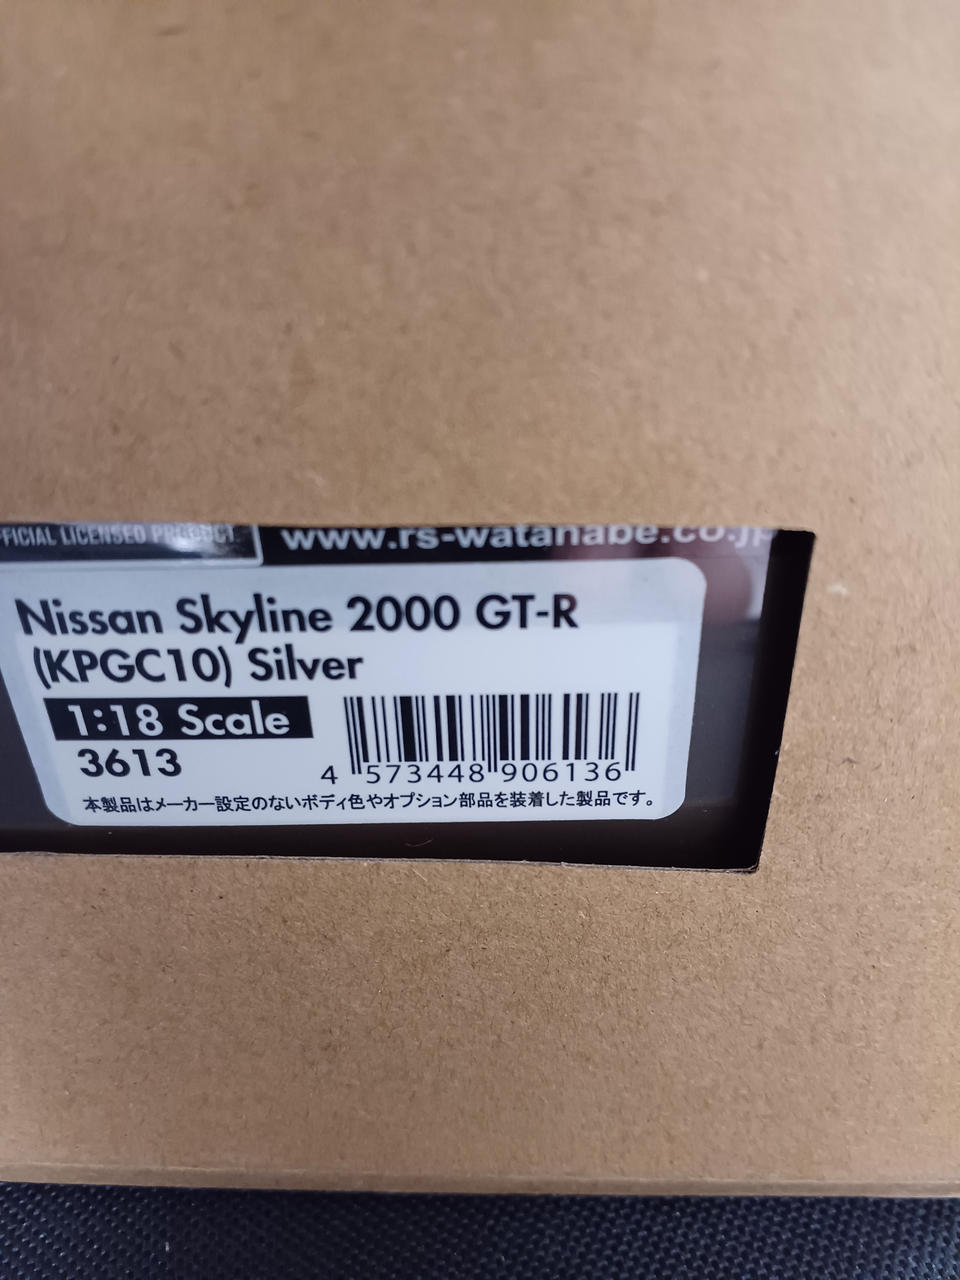 OFFICIAL LICENSED PRODUCT
www.rs-watanabe.co.jp
Nissan Skyline 2000 GT-R
(KPGC10) Silver
1:18 Scale
3613
4 573448 906136
本製品はメーカー設定のないボディ色やオプション部品を装着した製品です。